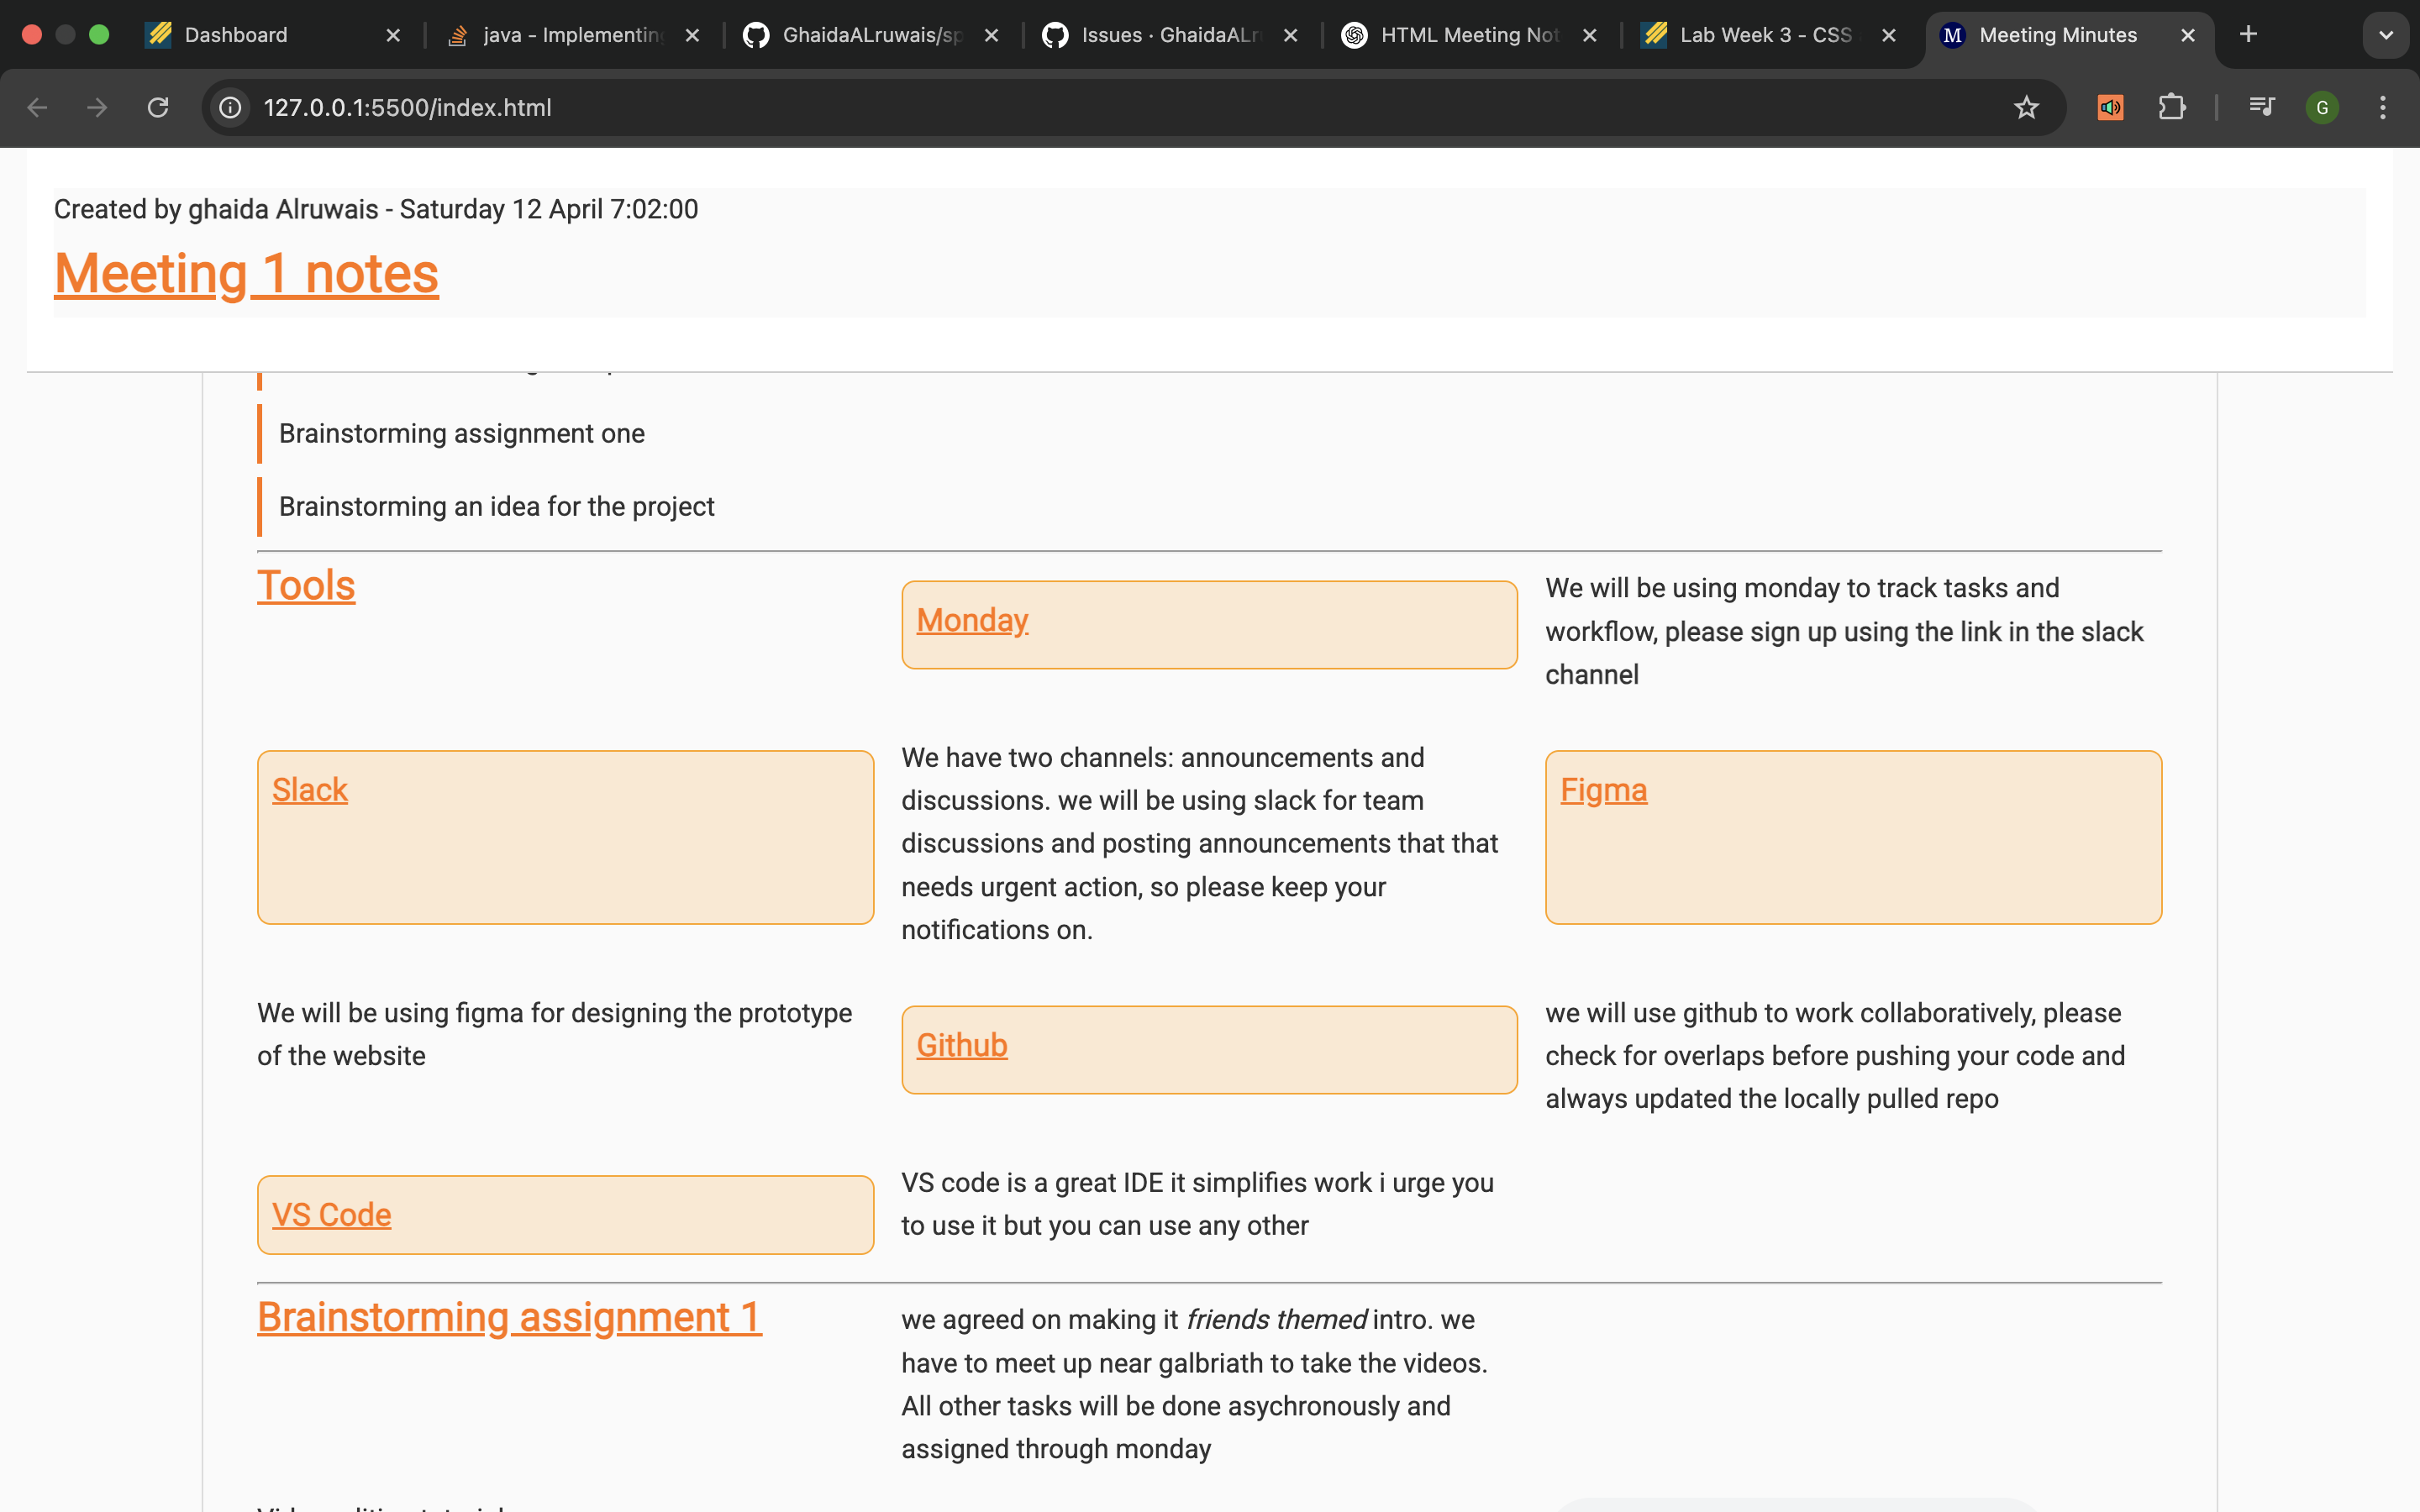 Dashboard
java - Implementing
GhaidaALruwais/sp
Issues · GhaidaALr
HTML Meeting Not
Lab Week 3 - CSS
M Meeting Minutes
127.0.0.1:5500/index.html
G
Created by ghaida Alruwais - Saturday 12 April 7:02:00
Meeting 1 notes
Brainstorming assignment one
Brainstorming an idea for the project
Tools
Monday
We will be using monday to track tasks and
workflow, please sign up using the link in the slack
channel
Slack
We have two channels: announcements and
discussions. we will be using slack for team
discussions and posting announcements that that
needs urgent action, so please keep your
notifications on.
Figma
We will be using figma for designing the prototype
of the website
Github
we will use github to work collaboratively, please
check for overlaps before pushing your code and
always updated the locally pulled repo
VS Code
VS code is a great IDE it simplifies work i urge you
to use it but you can use any other
Brainstorming assignment 1
we agreed on making it friends themed intro. we
have to meet up near galbriath to take the videos.
All other tasks will be done asychronously and
assigned through monday